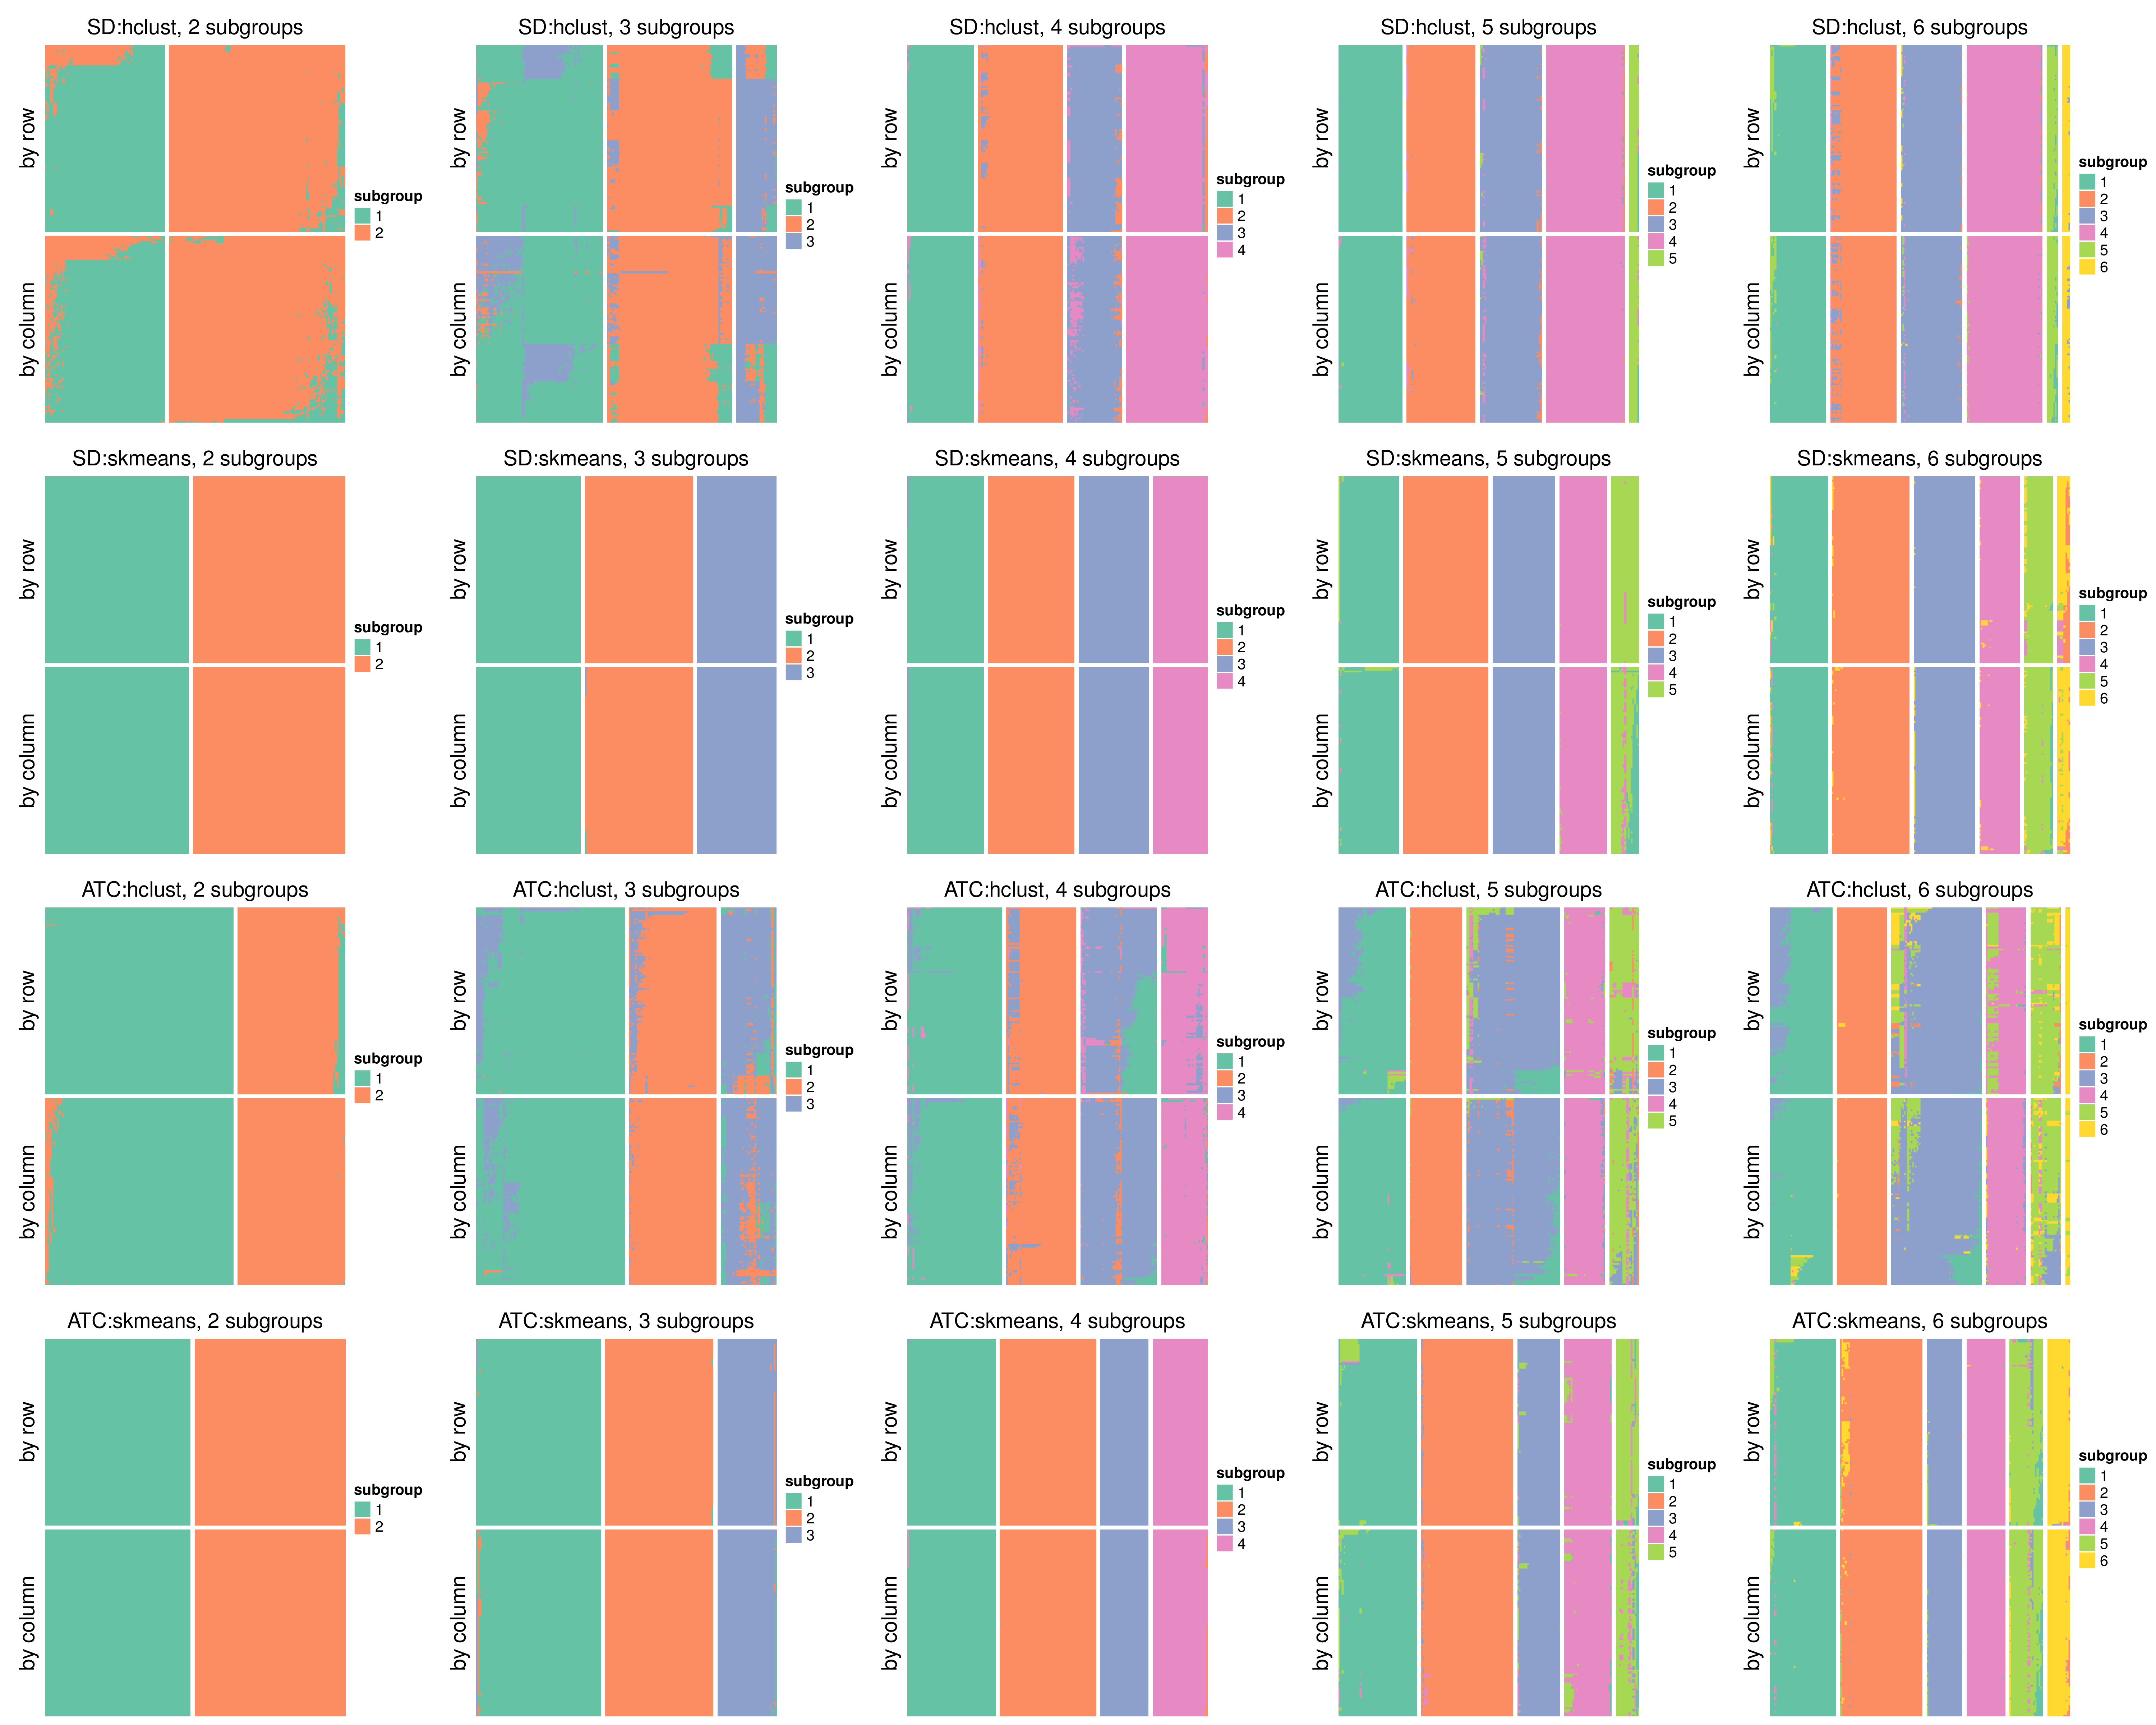 SD:hclust, 2 subgroups
by row
by column
subgroup
1
2
SD:hclust, 3 subgroups
by row
by column
subgroup
1
2
3
SD:hclust, 4 subgroups
by row
by column
subgroup
1
2
3
4
SD:hclust, 5 subgroups
by row
by column
subgroup
1
2
3
4
5
SD:hclust, 6 subgroups
by row
by column
subgroup
1
2
3
4
5
6
SD:skmeans, 2 subgroups
by row
by column
subgroup
1
2
SD:skmeans, 3 subgroups
by row
by column
subgroup
1
2
3
SD:skmeans, 4 subgroups
by row
by column
subgroup
1
2
3
4
SD:skmeans, 5 subgroups
by row
by column
subgroup
1
2
3
4
5
SD:skmeans, 6 subgroups
by row
by column
subgroup
1
2
3
4
5
6
ATC:hclust, 2 subgroups
by row
by column
subgroup
1
2
ATC:hclust, 3 subgroups
by row
by column
subgroup
1
2
3
ATC:hclust, 4 subgroups
by row
by column
subgroup
1
2
3
4
ATC:hclust, 5 subgroups
by row
by column
subgroup
1
2
3
4
5
ATC:hclust, 6 subgroups
by row
by column
subgroup
1
2
3
4
5
6
ATC:skmeans, 2 subgroups
by row
by column
subgroup
1
2
ATC:skmeans, 3 subgroups
by row
by column
subgroup
1
2
3
ATC:skmeans, 4 subgroups
by row
by column
subgroup
1
2
3
4
ATC:skmeans, 5 subgroups
by row
by column
subgroup
1
2
3
4
5
ATC:skmeans, 6 subgroups
by row
by column
subgroup
1
2
3
4
5
6